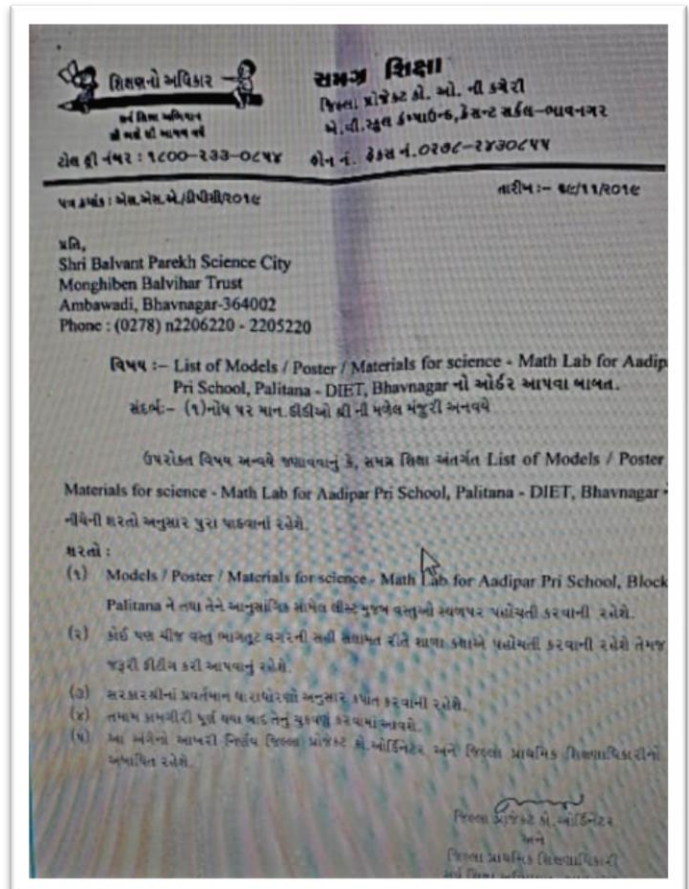 શિક્ષણનો અધિકાર
સર્વ શિક્ષા અભિયાન
સૌ ભણે સૌ આગળ વધે
ટોલ ફ્રી નંબર : ૧૮૦૦-૨૩૩-૦૮૫૪
સમગ્ર શિક્ષા
જિલ્લા પ્રોજેક્ટ કો. ઓ. ની કચેરી
એ.વી.સ્કુલ કંમ્પાઉન્ડ,ક્રેસન્ટ સર્કલ–ભાવનગર
ફોન નં. ફેક્સ નં.૦૨૭૮-૨૪૩૦૮૫૫
પત્ર ક્રમાંક : એસ.એસ.એ./ડીપીસી/૨૦૧૯
તારીખ :– /૧૧/૨૦૧૯
પ્રતિ,
Shri Balvant Parekh Science City
Monghiben Balvihar Trust
Ambawadi, Bhavnagar-364002
Phone : (0278) n2206220 - 2205220
વિષય :– List of Models / Poster / Materials for science - Math Lab for Aadip
Pri School, Palitana - DIET, Bhavnagar નો ઓર્ડર આપવા બાબત.
સંદર્ભ:– (૧)નોંધ પર માન.ડીડીઓ શ્રી ની મળેલ મંજુરી અનવયે
ઉપરોક્ત વિષય અન્વયે જણાવવાનું કે, સમગ્ર શિક્ષા અંતર્ગત List of Models / Poster
Materials for science - Math Lab for Aadipar Pri School, Palitana - DIET, Bhavnagar
નીચેની શરતો અનુસાર પુરા પાડવાનાં રહેશે.
શરતો :
(૧) Models / Poster / Materials for science - Math Lab for Aadipar Pri School, Block
Palitana ને તથા તેને આનુસાંગિક સામેલ લીસ્ટ મુજબ વસ્તુઓ સ્થળપર પહોંચતી કરવાની રહેશે.
(૨) કોઈ પણ ચીજ વસ્તુ ભાગતુટ વગરની સહી સલામત રીતે શાળા કક્ષાએ પહોચતી કરવાની રહેશે તેમજ
જરૂરી ફીટીંગ કરી આપવાનું રહેશે.
(૩) સરકારશ્રીનાં પ્રવર્તમાન ધારાધોરણો અનુસાર કપાત કરવાની રહેશે.
(૪) તમામ કામગીરી પૂર્ણ થયા બાદ તેનું ચુકવણું કરવામાં આવશે.
(૫) આ અંગેનો આખરી નિર્ણય જિલ્લા પ્રોજેક્ટ કો.ઓર્ડિનેટર અને જિલ્લા પ્રાથમિક શિક્ષણાધિકારીનો
અબાધિત રહેશે.
જિલ્લા પ્રોજેક્ટ કો.ઓર્ડિનેટર
અને
જિલ્લા પ્રાથમિક શિક્ષણાધિકારી